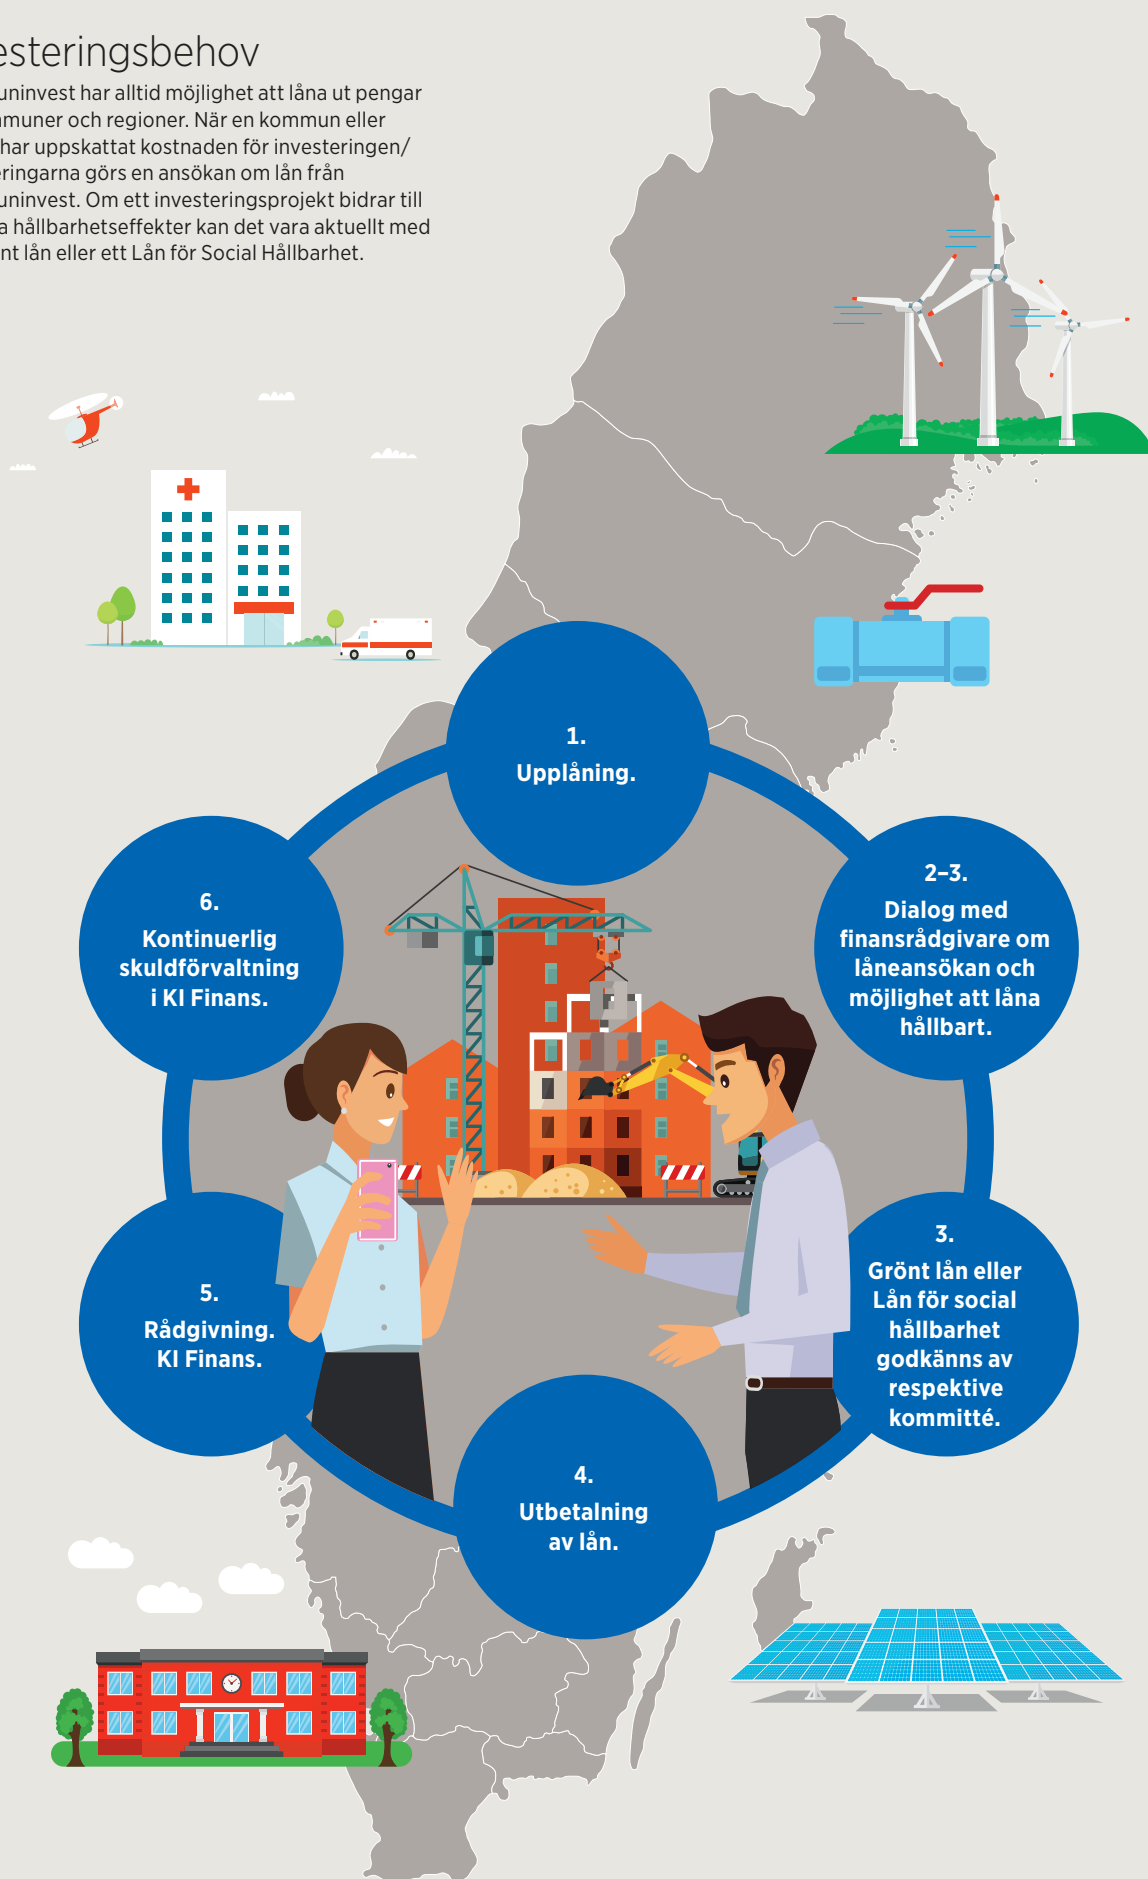 esteringsbehov
uninvest har alltid möjlighet att låna ut pengar
muner och regioner. När en kommun eller
har uppskattat kostnaden för investeringen/
eringarna görs en ansökan om lån från
uninvest. Om ett investeringsprojekt bidrar till
a hållbarhetseffekter kan det vara aktuellt med
nt lån eller ett Lån för Social Hållbarhet.
1.
Upplåning.
2–3.
Dialog med
finansrådgivare om
låneansökan och
möjlighet att låna
hållbart.
3.
Grönt lån eller
Lån för social
hållbarhet
godkänns av
respektive
kommitté.
4.
Utbetalning
av lån.
5.
Rådgivning.
KI Finans.
6.
Kontinuerlig
skuldförvaltning
i KI Finans.